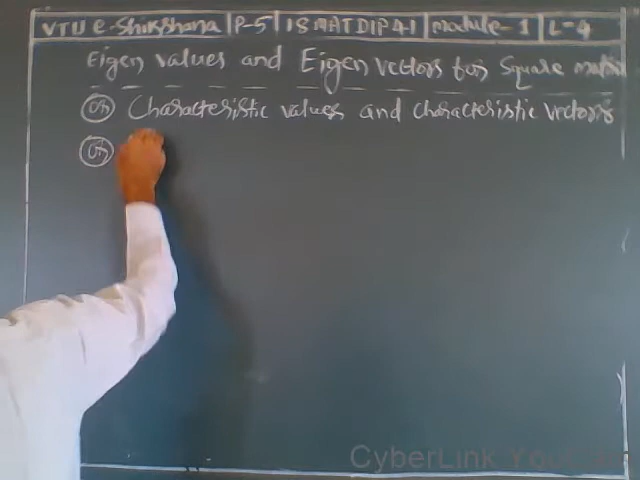 VTU e-Shikshana | P-5 | 18MATDIP41 | Module-1 | L-4
Eigen values and Eigen vectors for Square matrix
(or) Characteristic values and characteristic vectors
(or)
CyberLink